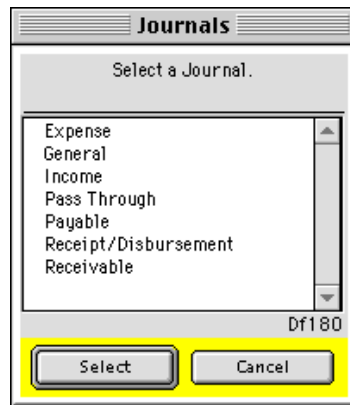 Journals
Select a Journal.
Expense
General
Income
Pass Through
Payable
Receipt/Disbursement
Receivable
Df180
Select
Cancel